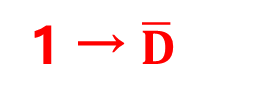 1 → D̅